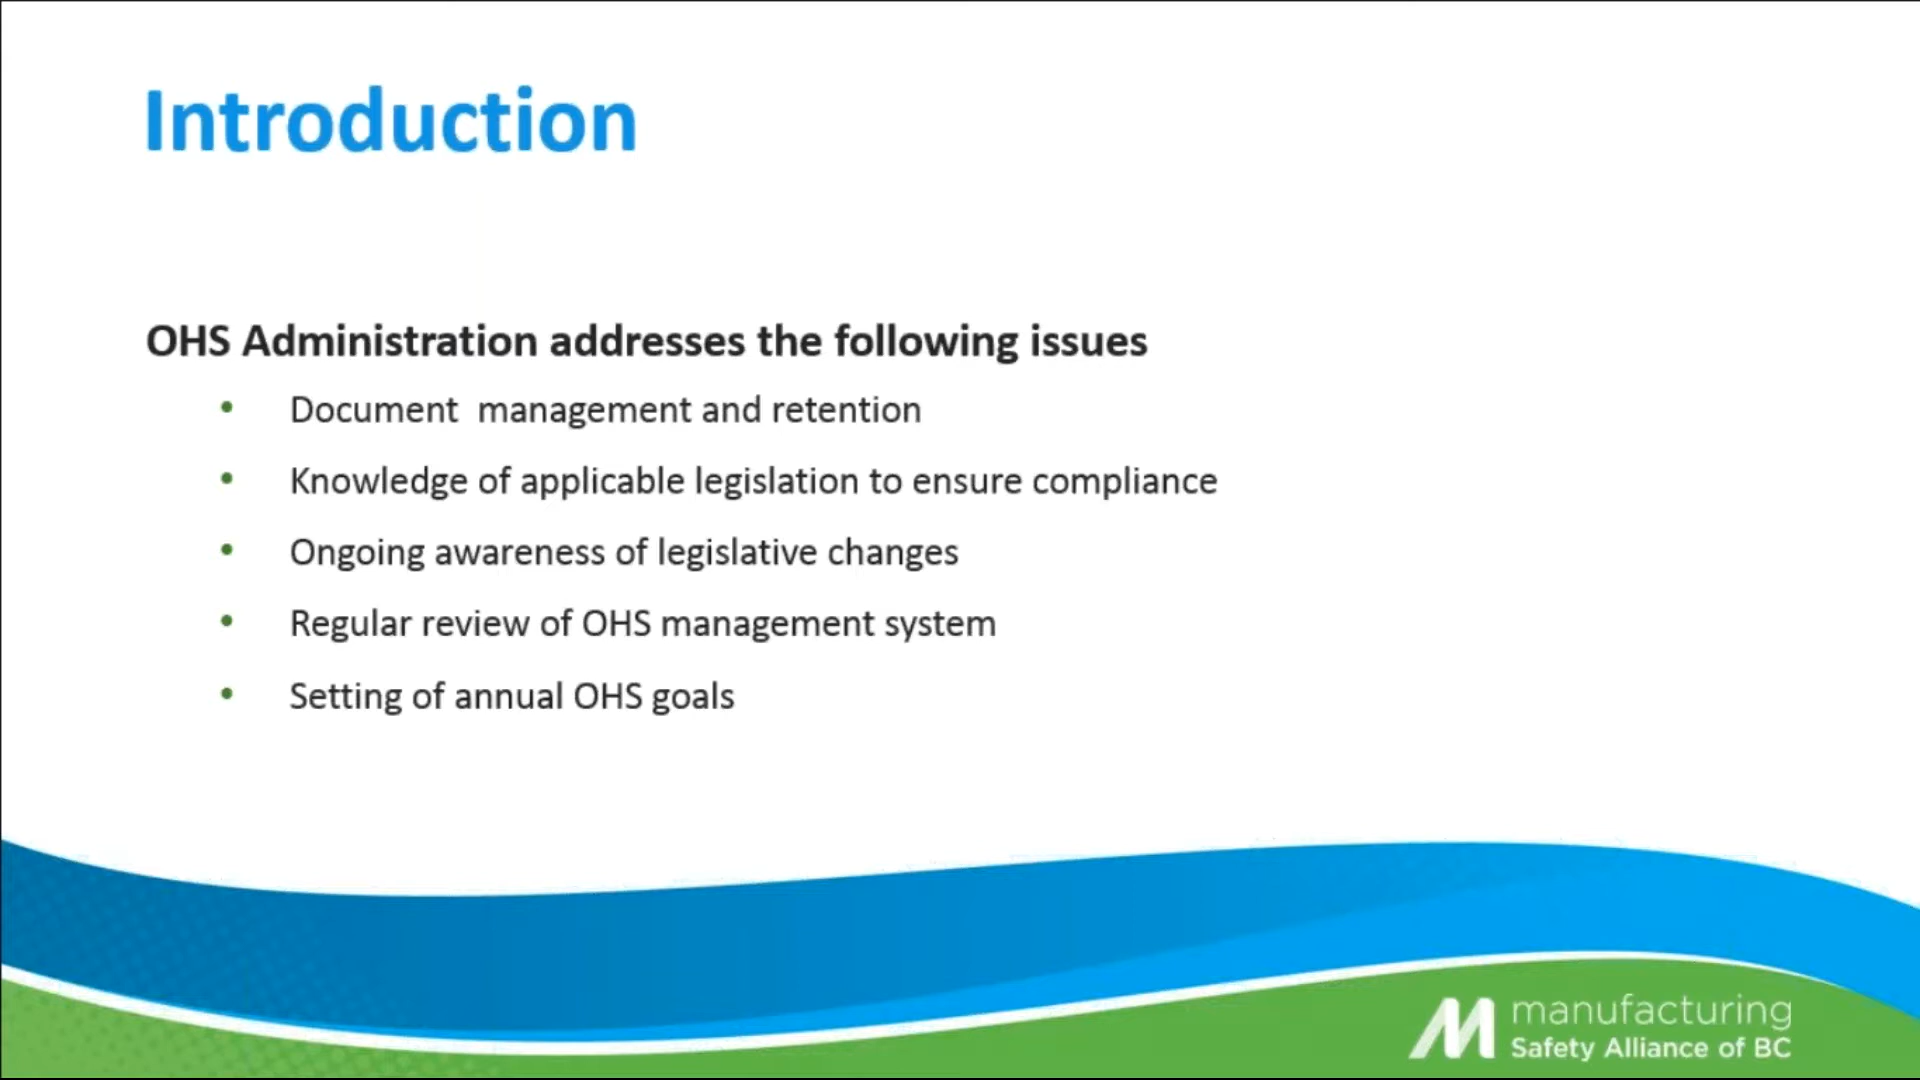 Introduction
OHS Administration addresses the following issues
• Document  management and retention
• Knowledge of applicable legislation to ensure compliance
• Ongoing awareness of legislative changes
• Regular review of OHS management system
• Setting of annual OHS goals
manufacturing
Safety Alliance of BC